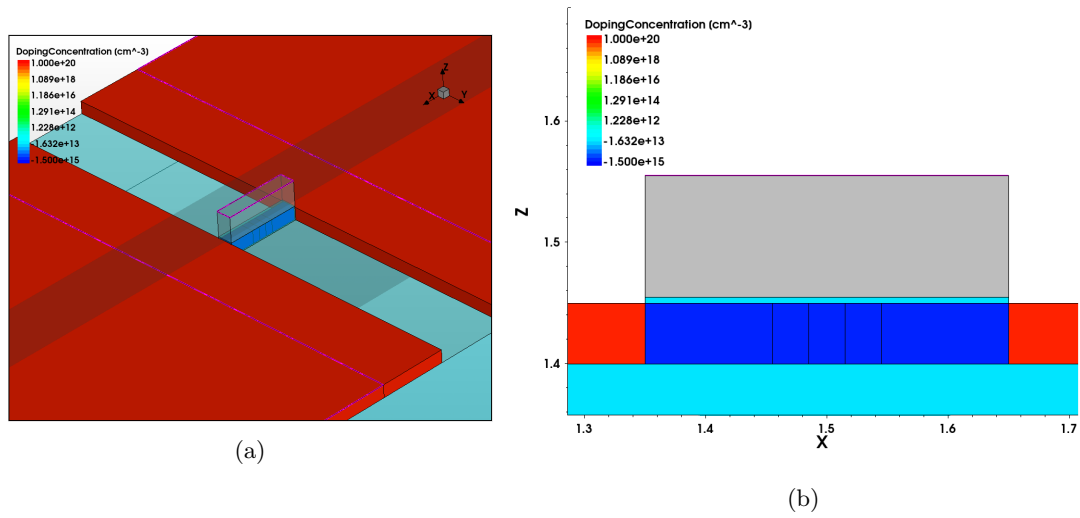 DopingConcentration [cm^-3]
1.000e+20
1.089e+18
1.186e+16
1.291e+14
1.228e+12
-1.632e+13
-1.500e+15
Z
X
Y
(a)
DopingConcentration [cm^-3]
1.000e+20
1.089e+18
1.186e+16
1.291e+14
1.228e+12
-1.632e+13
-1.500e+15
1.6
1.5
1.4
Z
1.3
1.4
1.5
1.6
1.7
X
(b)